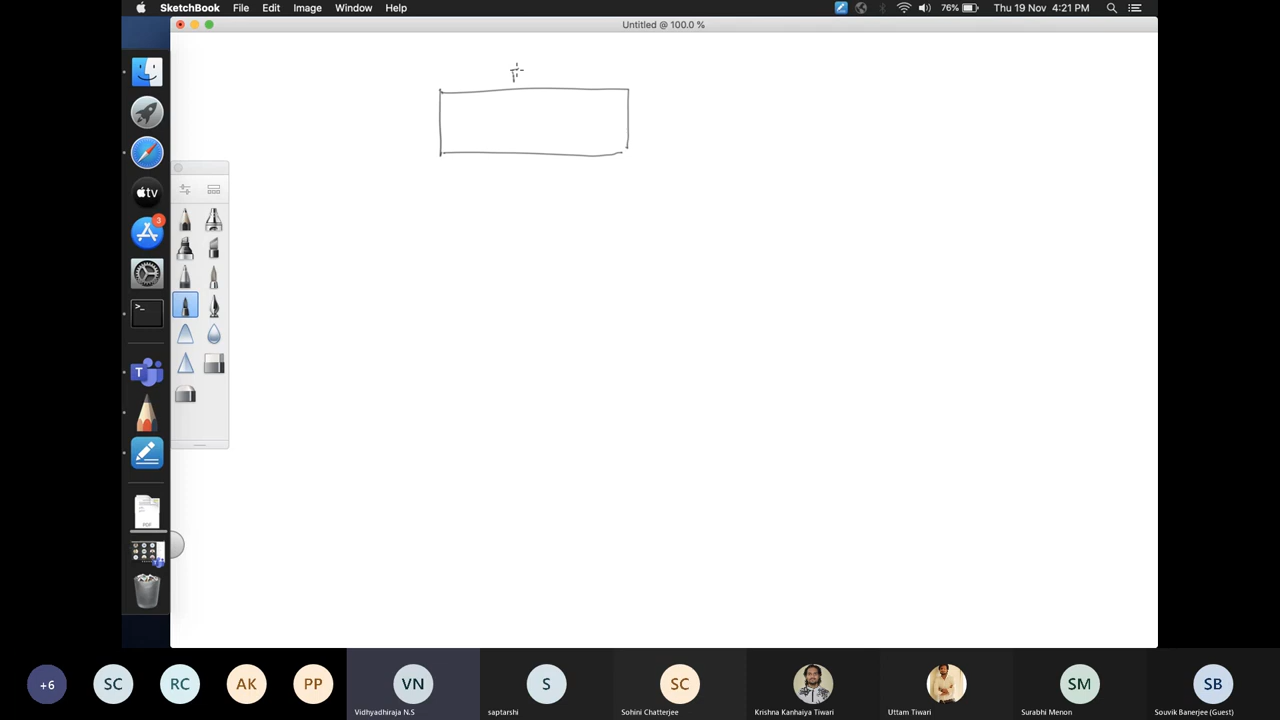 SketchBook File Edit Image Window Help 76% Thu 19 Nov 4:21 PM
Untitled @ 100.0 %
tv
3
>_
T
PDF
+6 SC RC AK PP VN S SC SM SB
Vidhyadhiraja N.S saptarshi Sohini Chatterjee Krishna Kanhaiya Tiwari Uttam Tiwari Surabhi Menon Souvik Banerjee (Guest)